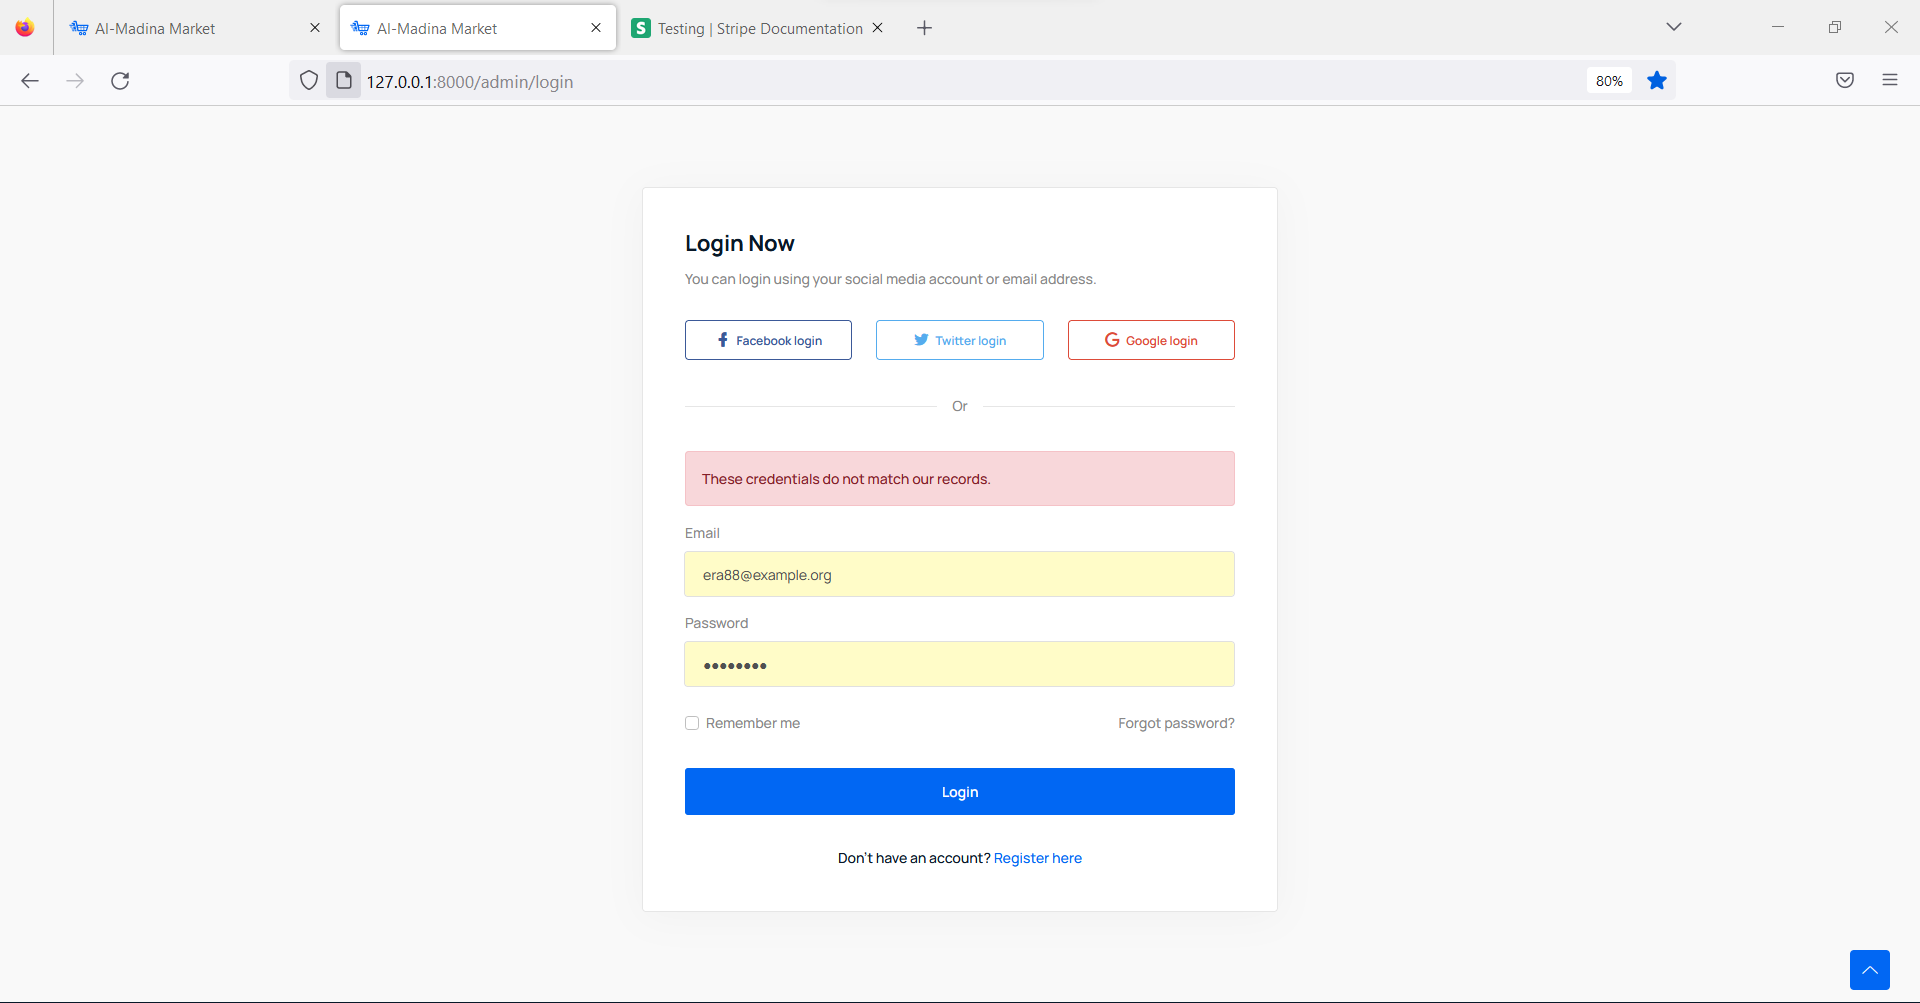 Al-Madina Market
Al-Madina Market
S Testing | Stripe Documentation
127.0.0.1:8000/admin/login
80%
Login Now
You can login using your social media account or email address.
Facebook login
Twitter login
Google login
Or
These credentials do not match our records.
Email
era88@example.org
Password
Remember me
Forgot password?
Login
Don't have an account? Register here